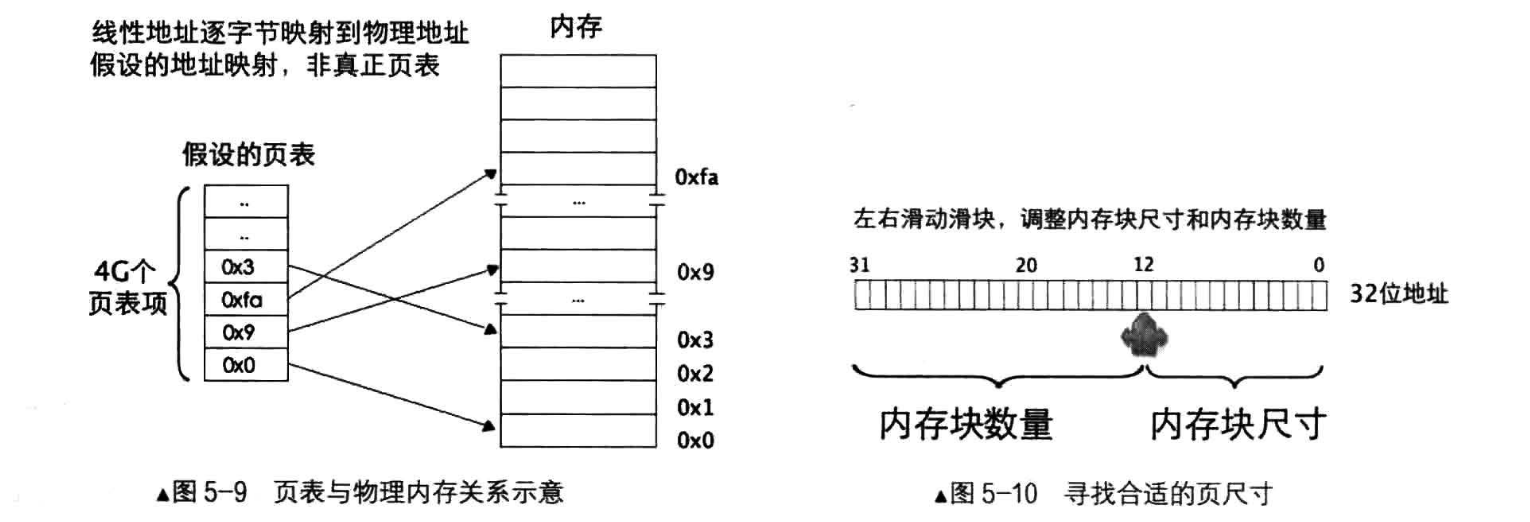 线性地址逐字节映射到物理地址
假设的地址映射，非真正页表
内存
假设的页表
..
..
0x3
0xfa
0x9
0x0
4G个
页表项
...
...
0xfa
0x9
0x3
0x2
0x1
0x0
▲图 5-9 页表与物理内存关系示意
左右滑动滑块，调整内存块尺寸和内存块数量
31 20 12 0
32位地址
内存块数量 内存块尺寸
▲图 5-10 寻找合适的页尺寸